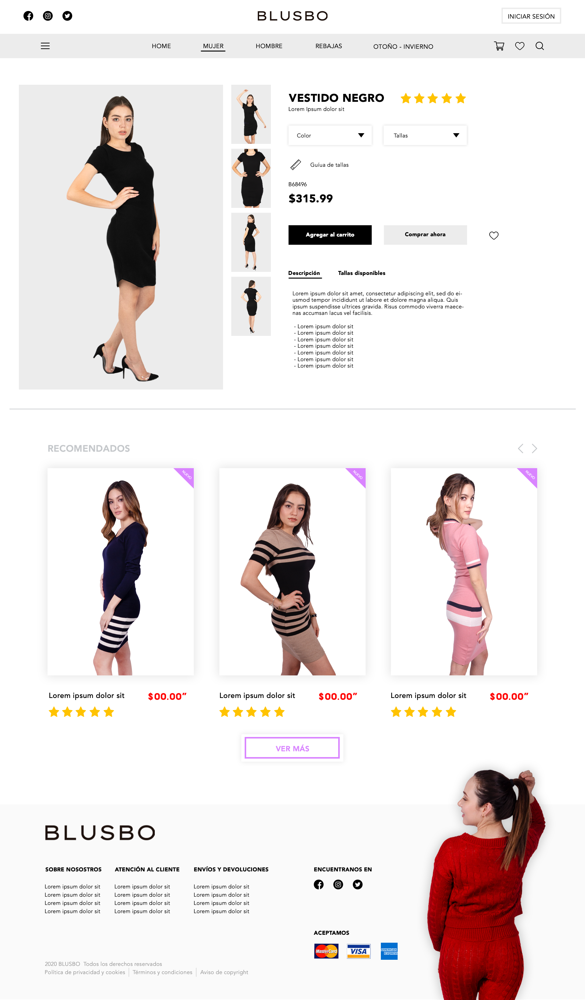 BLUSBO
INICIAR SESIÓN
HOME
MUJER
HOMBRE
REBAJAS
OTOÑO - INVIERNO
VESTIDO NEGRO
Lorem Ipsum dolor sit
Color
Tallas
Guíua de tallas
B68496
$315.99
Agregar al carrito
Comprar ahora
Descripción
Tallas disponibles
Lorem ipsum dolor sit amet, consectetur adipiscing elit, sed do ei-
usmod tempor incididunt ut labore et dolore magna aliqua. Quis
ipsum suspendisse ultrices gravida. Risus commodo viverra maece-
nas accumsan lacus vel facilisis.
- Lorem ipsum dolor sit
- Lorem ipsum dolor sit
- Lorem ipsum dolor sit
- Lorem ipsum dolor sit
- Lorem ipsum dolor sit
- Lorem ipsum dolor sit
- Lorem ipsum dolor sit
RECOMENDADOS
NUEVO
NUEVO
NUEVO
Lorem ipsum dolor sit
$00.00”
Lorem ipsum dolor sit
$00.00”
Lorem ipsum dolor sit
$00.00”
VER MÁS
BLUSBO
SOBRE NOSOSTROS
Lorem ipsum dolor sit
Lorem ipsum dolor sit
Lorem ipsum dolor sit
Lorem ipsum dolor sit
ATENCIÓN AL CLIENTE
Lorem ipsum dolor sit
Lorem ipsum dolor sit
Lorem ipsum dolor sit
Lorem ipsum dolor sit
ENVÍOS Y DEVOLUCIONES
Lorem ipsum dolor sit
Lorem ipsum dolor sit
Lorem ipsum dolor sit
Lorem ipsum dolor sit
ENCUENTRANOS EN
ACEPTAMOS
MasterCard
VISA
AMERICAN
EXPRESS
2020 BLUSBO Todos los derechos reservados
Política de privacidad y cookies
Términos y condiciones
Aviso de copyright